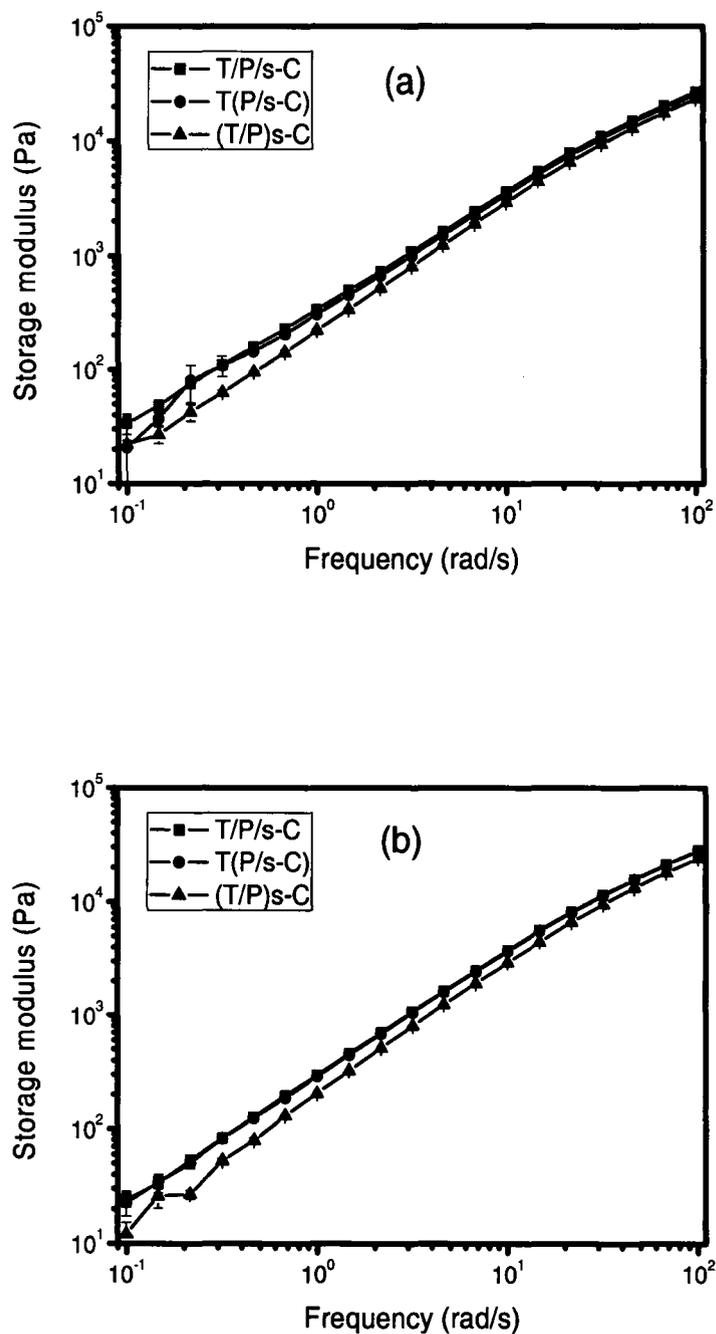 10^5
T/P/s-C
T(P/s-C)
(T/P)s-C
(a)
10^4
10^3
10^2
10^1
Storage modulus (Pa)
10^-1 10^0 10^1 10^2
Frequency (rad/s)
10^5
T/P/s-C
T(P/s-C)
(T/P)s-C
(b)
10^4
10^3
10^2
10^1
Storage modulus (Pa)
10^-1 10^0 10^1 10^2
Frequency (rad/s)